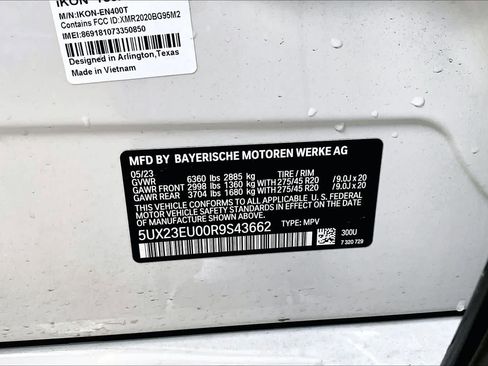 M/N:IKON-EN400T
Contains FCC ID:XMR2020BG95M2
IMEI:869181073350850
Designed in Arlington,Texas
Made in Vietnam
MFD BY BAYERISCHE MOTOREN WERKE AG
05/23 TIRE / RIM
GVWR 6360 lbs 2885 kg
GAWR FRONT 2998 lbs 1360 kg WITH 275/45 R20 /9.0J x 20
GAWR REAR 3704 lbs 1680 kg WITH 275/45 R20 /9.0J x 20
THIS VEHICLE CONFORMS TO ALL APPLICABLE U. S. FEDERAL
MOTOR VEHICLE SAFETY STANDARDS IN EFFECT ON THE DATE
OF MANUFACTURE SHOWN ABOVE.
5UX23EU00R9S43662 TYPE: MPV
300U
7 320 729